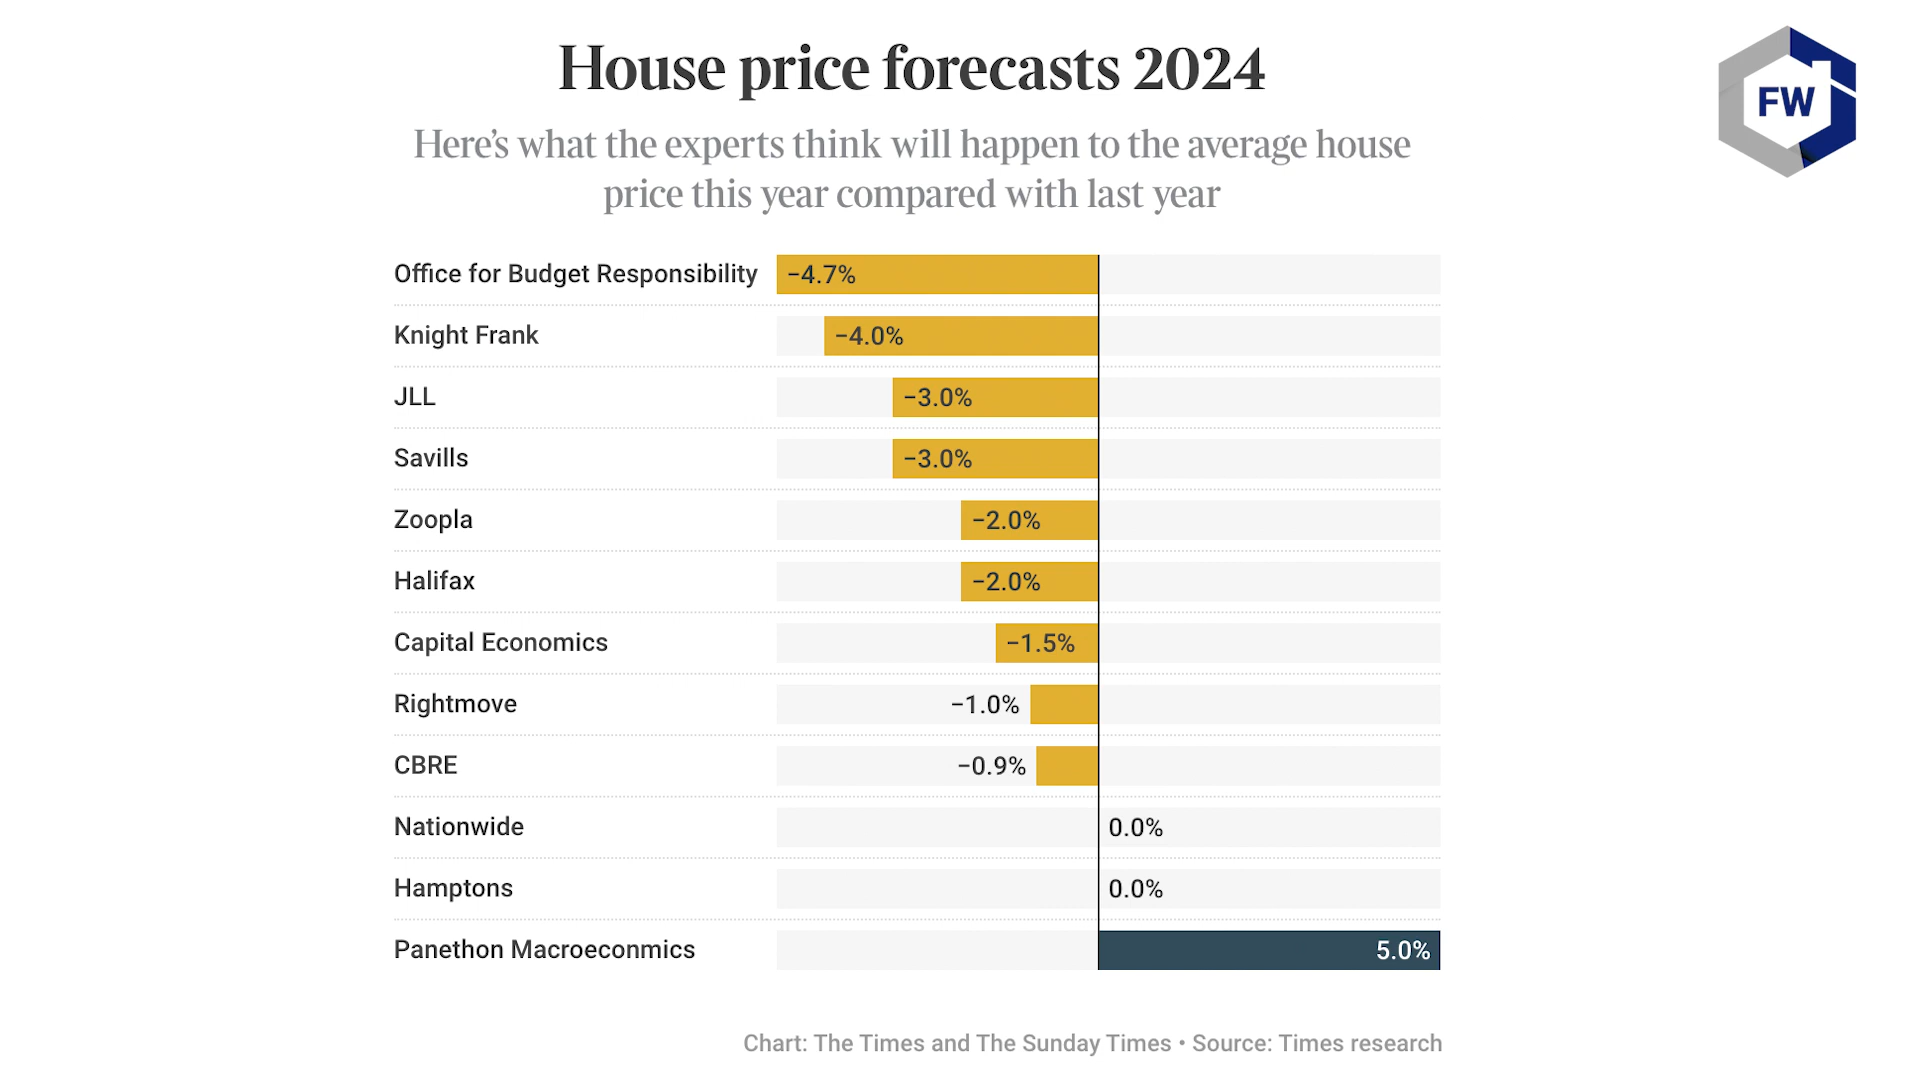 House price forecasts 2024
FW
Here’s what the experts think will happen to the average house
price this year compared with last year
Office for Budget Responsibility −4.7%
Knight Frank −4.0%
JLL −3.0%
Savills −3.0%
Zoopla −2.0%
Halifax −2.0%
Capital Economics −1.5%
Rightmove −1.0%
CBRE −0.9%
Nationwide 0.0%
Hamptons 0.0%
Panethon Macroeconmics 5.0%
Chart: The Times and The Sunday Times • Source: Times research